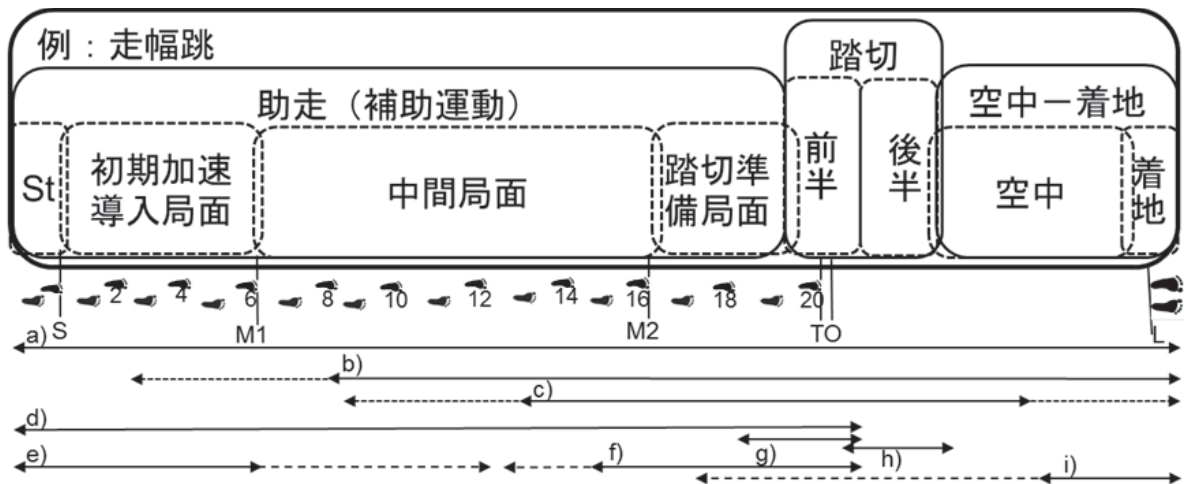 例：走幅跳
助走（補助運動）
踏切
空中－着地
St
初期加速
導入局面
中間局面
踏切準
備局面
前半
後半
空中
着地
2 4 6 8 10 12 14 16 18 20
S M1 M2 TO L
a)
b)
c)
d)
e) f) g) h) i)